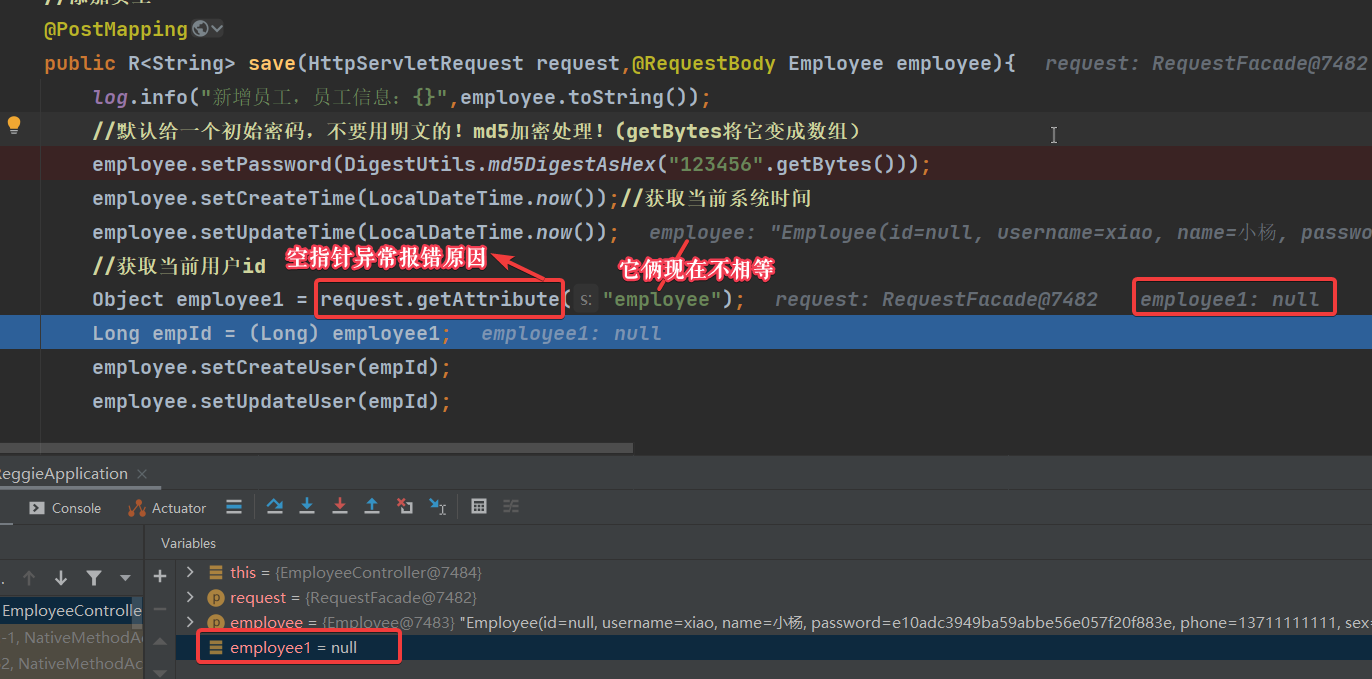 @PostMapping
public R<String> save(HttpServletRequest request,@RequestBody Employee employee){ request: RequestFacade@7482
log.info("新增员工，员工信息：{}",employee.toString());
//默认给一个初始密码，不要用明文的！md5加密处理！(getBytes将它变成数组）
employee.setPassword(DigestUtils.md5DigestAsHex("123456".getBytes()));
employee.setCreateTime(LocalDateTime.now());//获取当前系统时间
employee.setUpdateTime(LocalDateTime.now()); employee: "Employee(id=null, username=xiao, name=小杨, passwo
//获取当前用户id 空指针异常报错原因 它俩现在不相等
Object employee1 = request.getAttribute( s: "employee"); request: RequestFacade@7482 employee1: null
Long empId = (Long) employee1; employee1: null
employee.setCreateUser(empId);
employee.setUpdateUser(empId);
eggieApplication
Console Actuator
Variables
this = {EmployeeController@7484}
request = {RequestFacade@7482}
EmployeeControlle
employee = {Employee@7483} "Employee(id=null, username=xiao, name=小杨, password=e10adc3949ba59abbe56e057f20f883e, phone=13711111111, sex=
-1, NativeMethodAc
employee1 = null
-2, NativeMethodAc